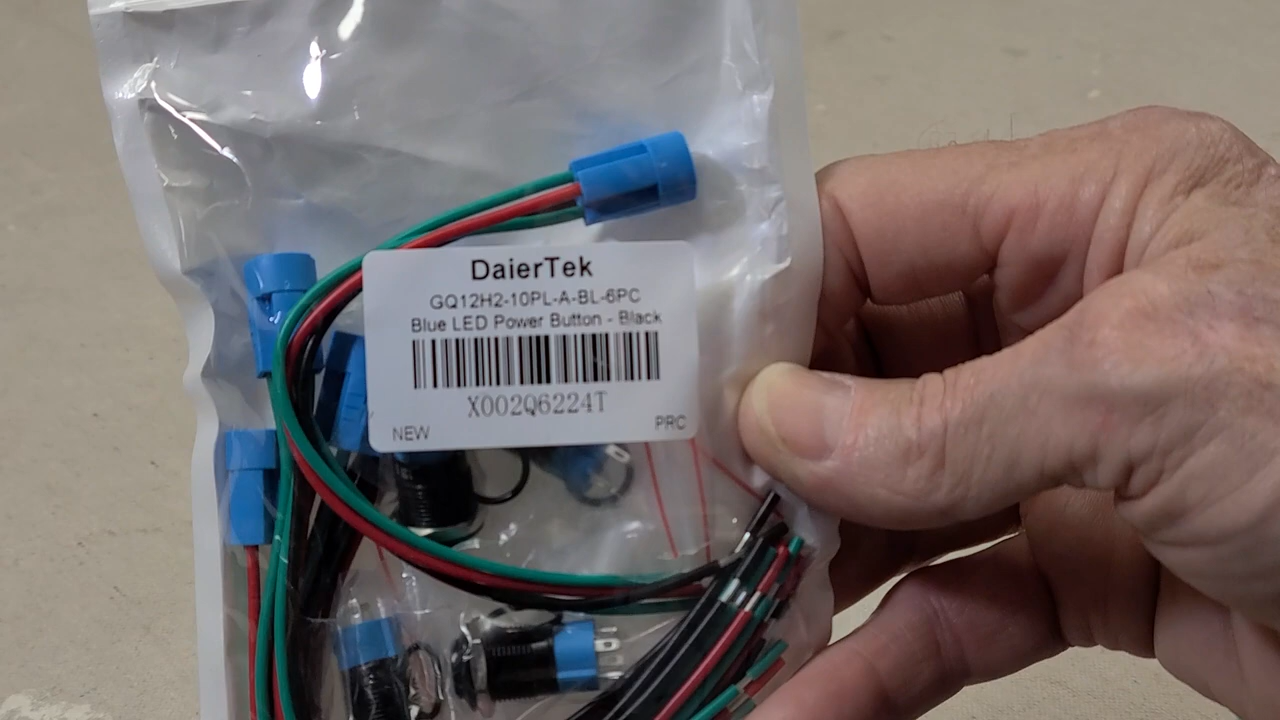 DaierTek
GQ12H2-10PL-A-BL-6PC
Blue LED Power Button - Black
X002Q6224T
NEW
PRC